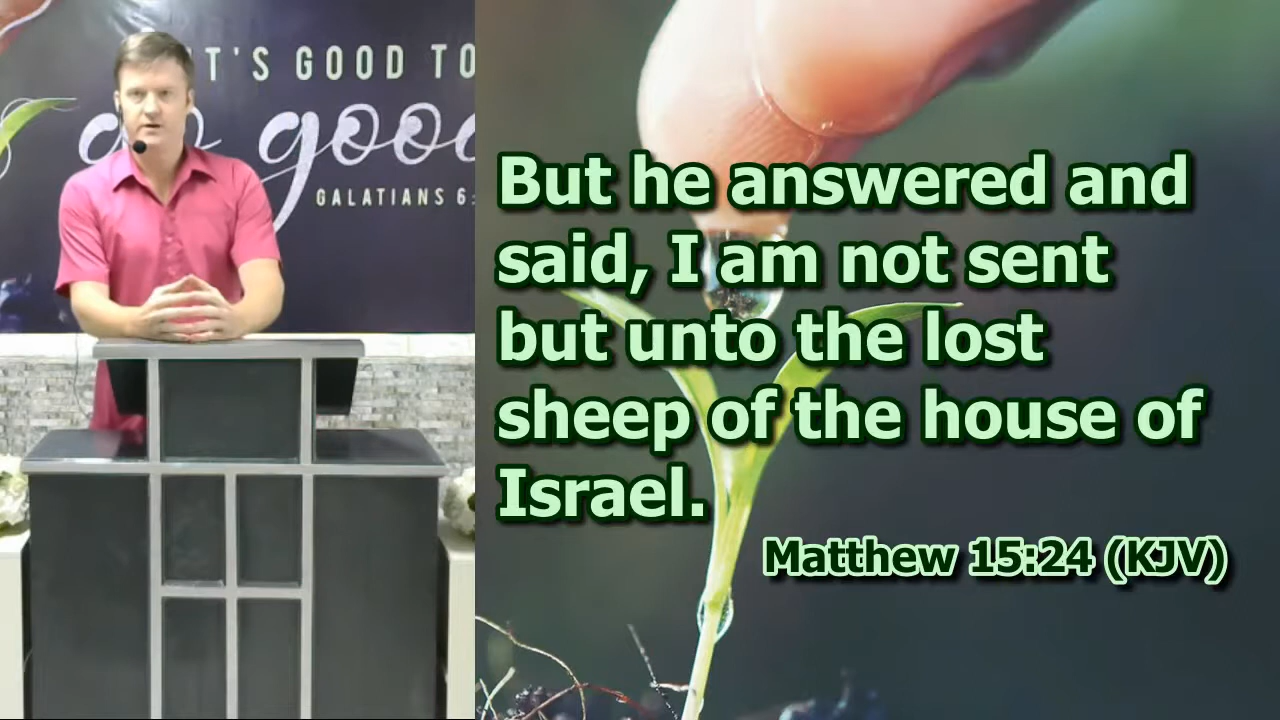 IT'S GOOD TO
do good
GALATIANS 6:
But he answered and
said, I am not sent
but unto the lost
sheep of the house of
Israel.
Matthew 15:24 (KJV)